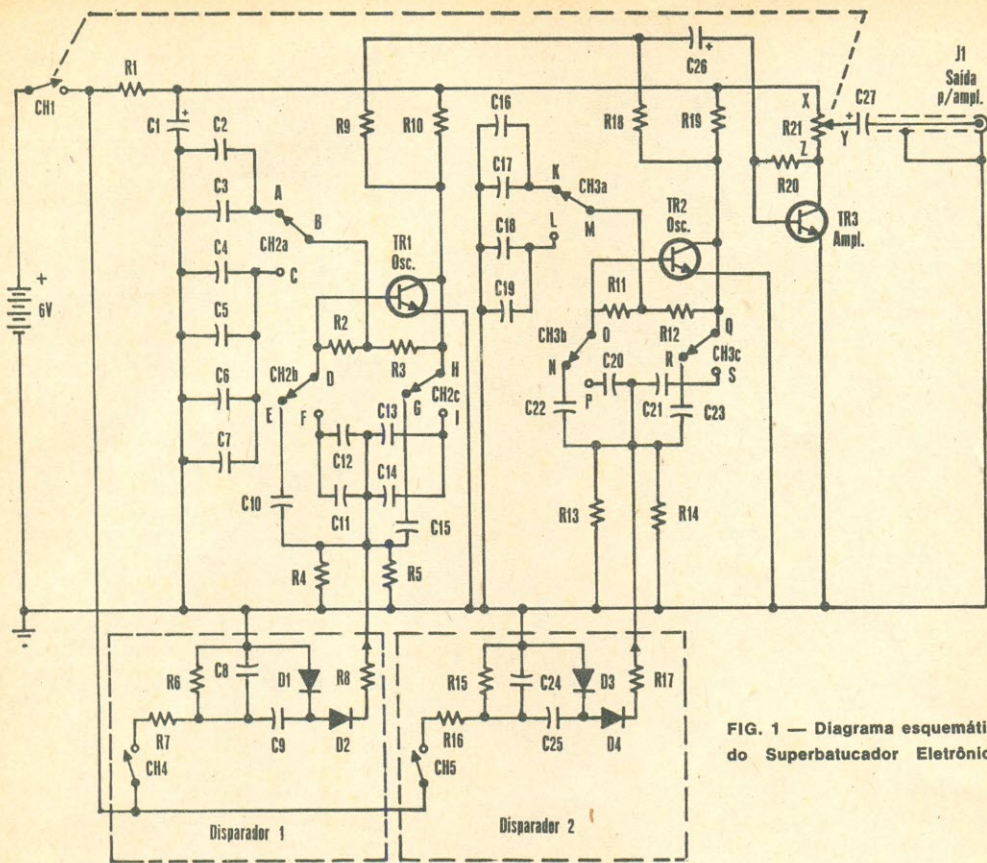 J1
Saída
p/ampl.
CH1
R1
C26
+
C1
+
C2
R9
R10
C16
R18
R19
X
C27
+
R21
Y
Z
C3
A
C17
K
CH3a
R20
B
CH2a
L
M
TR2
Osc.
TR3
Ampl.
C4
C
TR1
Osc.
C18
+
6V
C5
C19
R11
R12
R2
R3
CH3b
O
Q
CH3c
C6
CH2b
D
H
CH2c
N
C20
R
S
E
F
C13
G
I
C22
P
C21
C23
C7
C12
C10
C14
C11
C15
R13
R14
R4
R5
R6
C8
D1
R8
R15
C24
D3
R17
R7
C9
D2
R16
C25
D4
CH4
CH5
Disparador 1
Disparador 2
FIG. 1 — Diagrama esquemáti
do Superbatucador Eletrôni